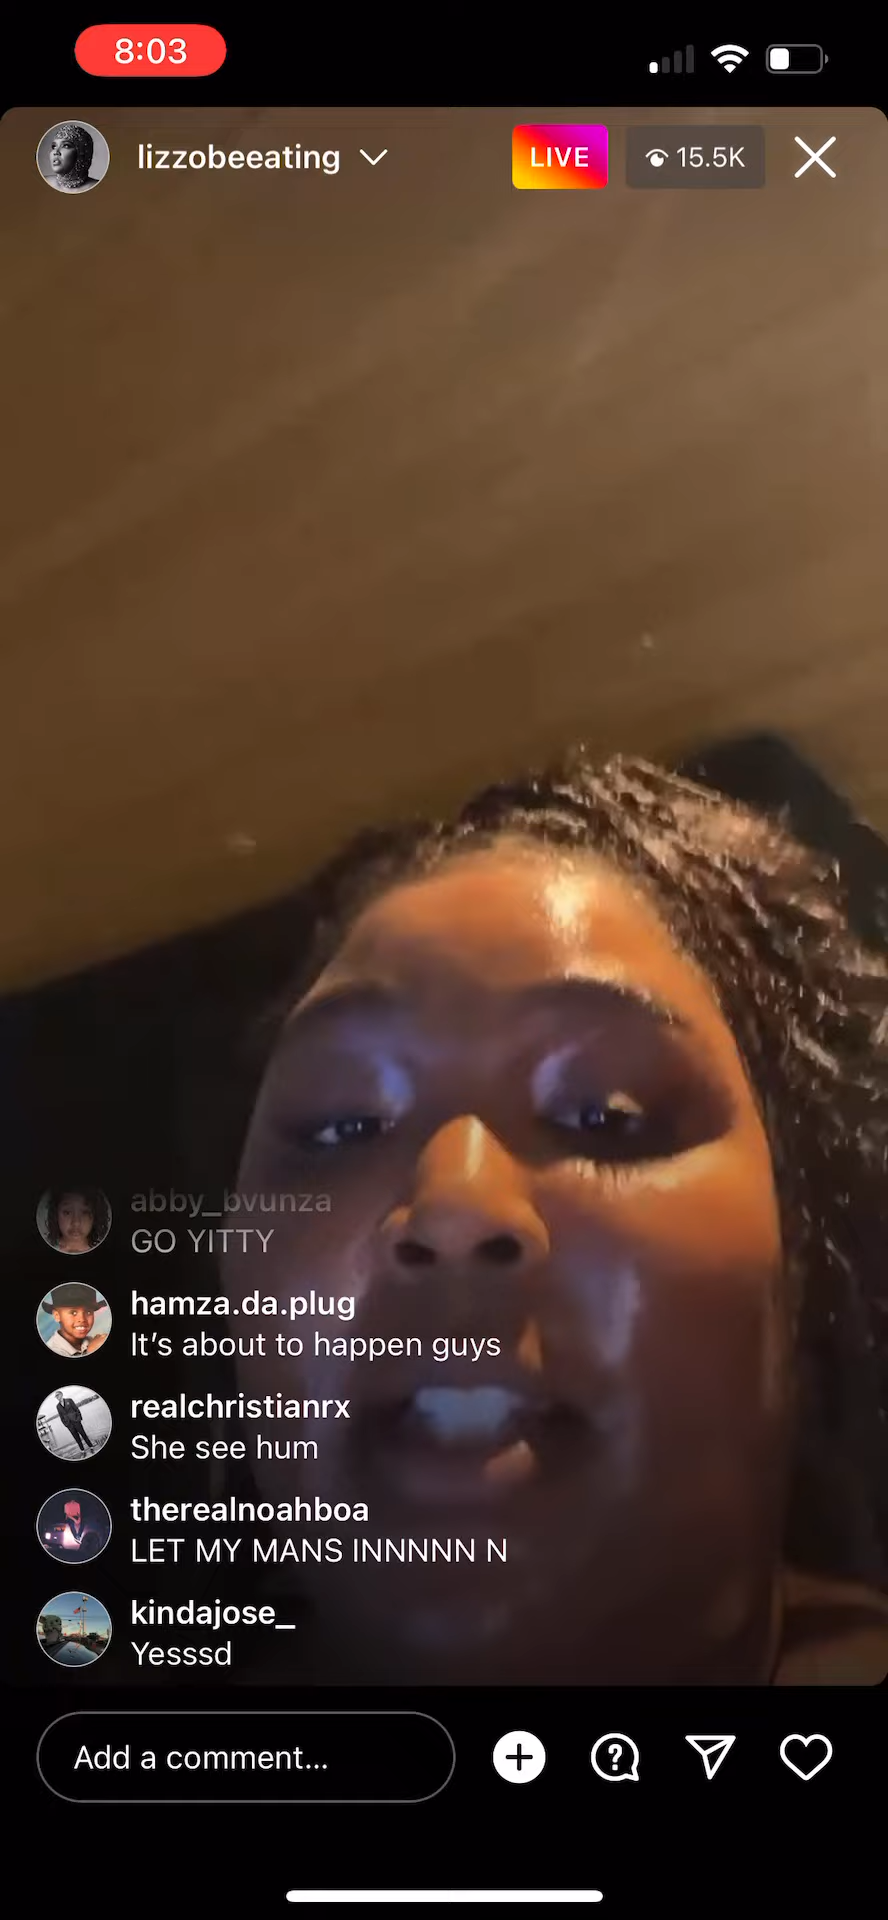 8:03
lizzobeeating
LIVE
15.5K
abby_bvunza
GO YITTY
hamza.da.plug
It's about to happen guys
realchristianrx
She see hum
therealnoahboa
LET MY MANS INNNNN N
kindajose_
Yesssd
Add a comment...